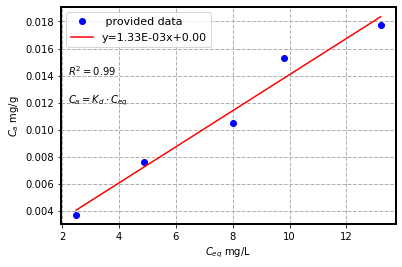 provided data
y=1.33E-03x+0.00
R² = 0.99
Cₐ = K_d · C_eq
Cₐ mg/g
0.018
0.016
0.014
0.012
0.010
0.008
0.006
0.004
2 4 6 8 10 12
C_eq mg/L